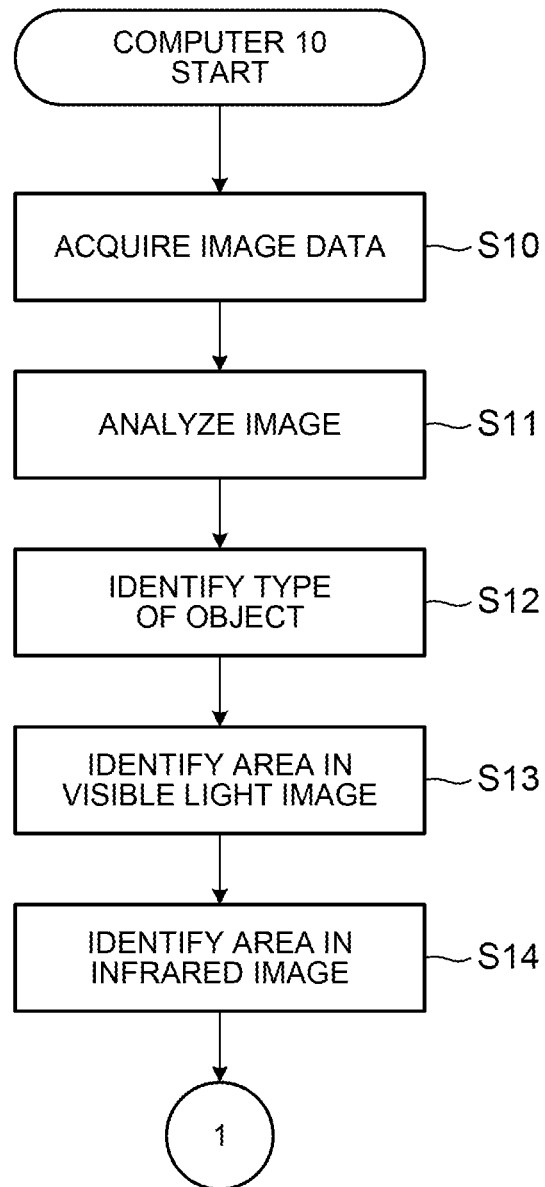 COMPUTER 10
START
ACQUIRE IMAGE DATA
S10
ANALYZE IMAGE
S11
IDENTIFY TYPE
OF OBJECT
S12
IDENTIFY AREA IN
VISIBLE LIGHT IMAGE
S13
IDENTIFY AREA IN
INFRARED IMAGE
S14
1